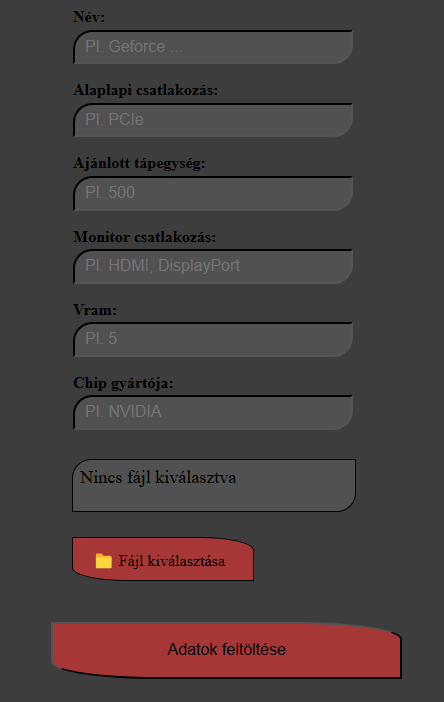 Név:
Pl. Geforce ...
Alaplapi csatlakozás:
Pl. PCIe
Ajánlott tápegység:
Pl. 500
Monitor csatlakozás:
Pl. HDMI, DisplayPort
Vram:
Pl. 5
Chip gyártója:
Pl. NVIDIA
Nincs fájl kiválasztva
Fájl kiválasztása
Adatok feltöltése